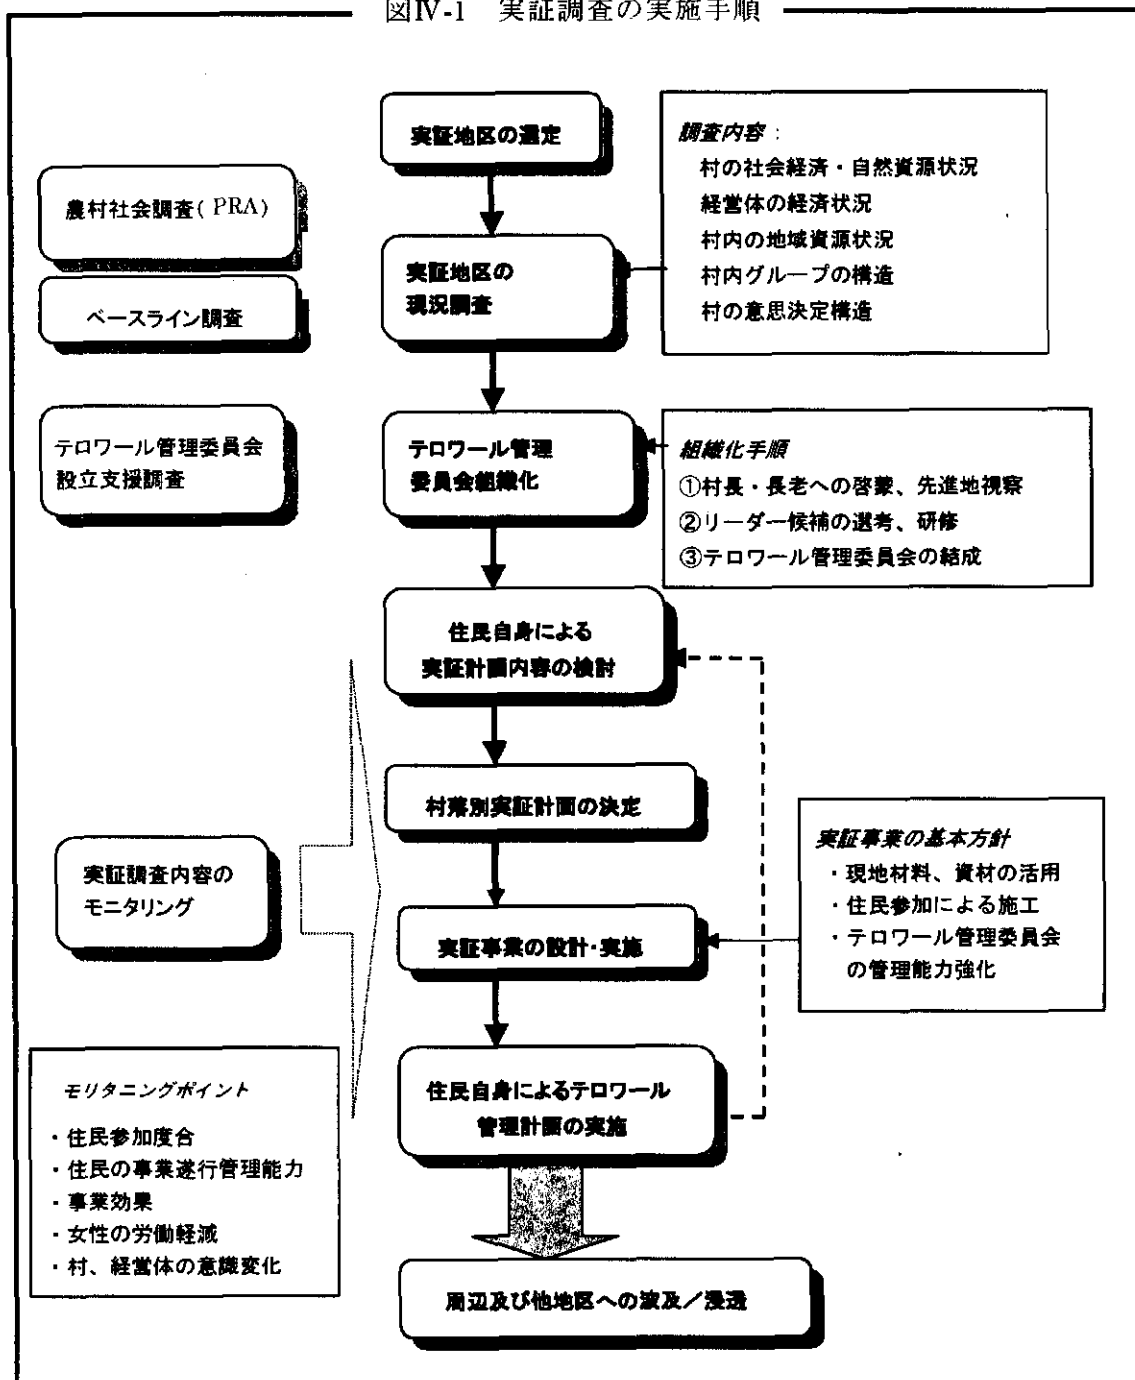 図Ⅳ-1 実証調査の実施手順
実証地区の選定
調査内容：
村の社会経済・自然資源状況
経営体の経済状況
村内の地域資源状況
村内グループの構造
村の意思決定構造
農村社会調査(PRA)
ベースライン調査
実証地区の
現況調査
テロワール管理委員会
設立支援調査
テロワール管理
委員会組織化
組織化手順
①村長・長老への啓蒙、先進地視察
②リーダー候補の選考、研修
③テロワール管理委員会の結成
住民自身による
実証計画内容の検討
村落別実証計画の決定
実証調査内容の
モニタリング
実証事業の設計・実施
実証事業の基本方針
・現地材料、資材の活用
・住民参加による施工
・テロワール管理委員会
の管理能力強化
住民自身によるテロワール
管理計画の実施
モリタニングポイント
・住民参加度合
・住民の事業遂行管理能力
・事業効果
・女性の労働軽減
・村、経営体の意識変化
周辺及び他地区への波及／浸透